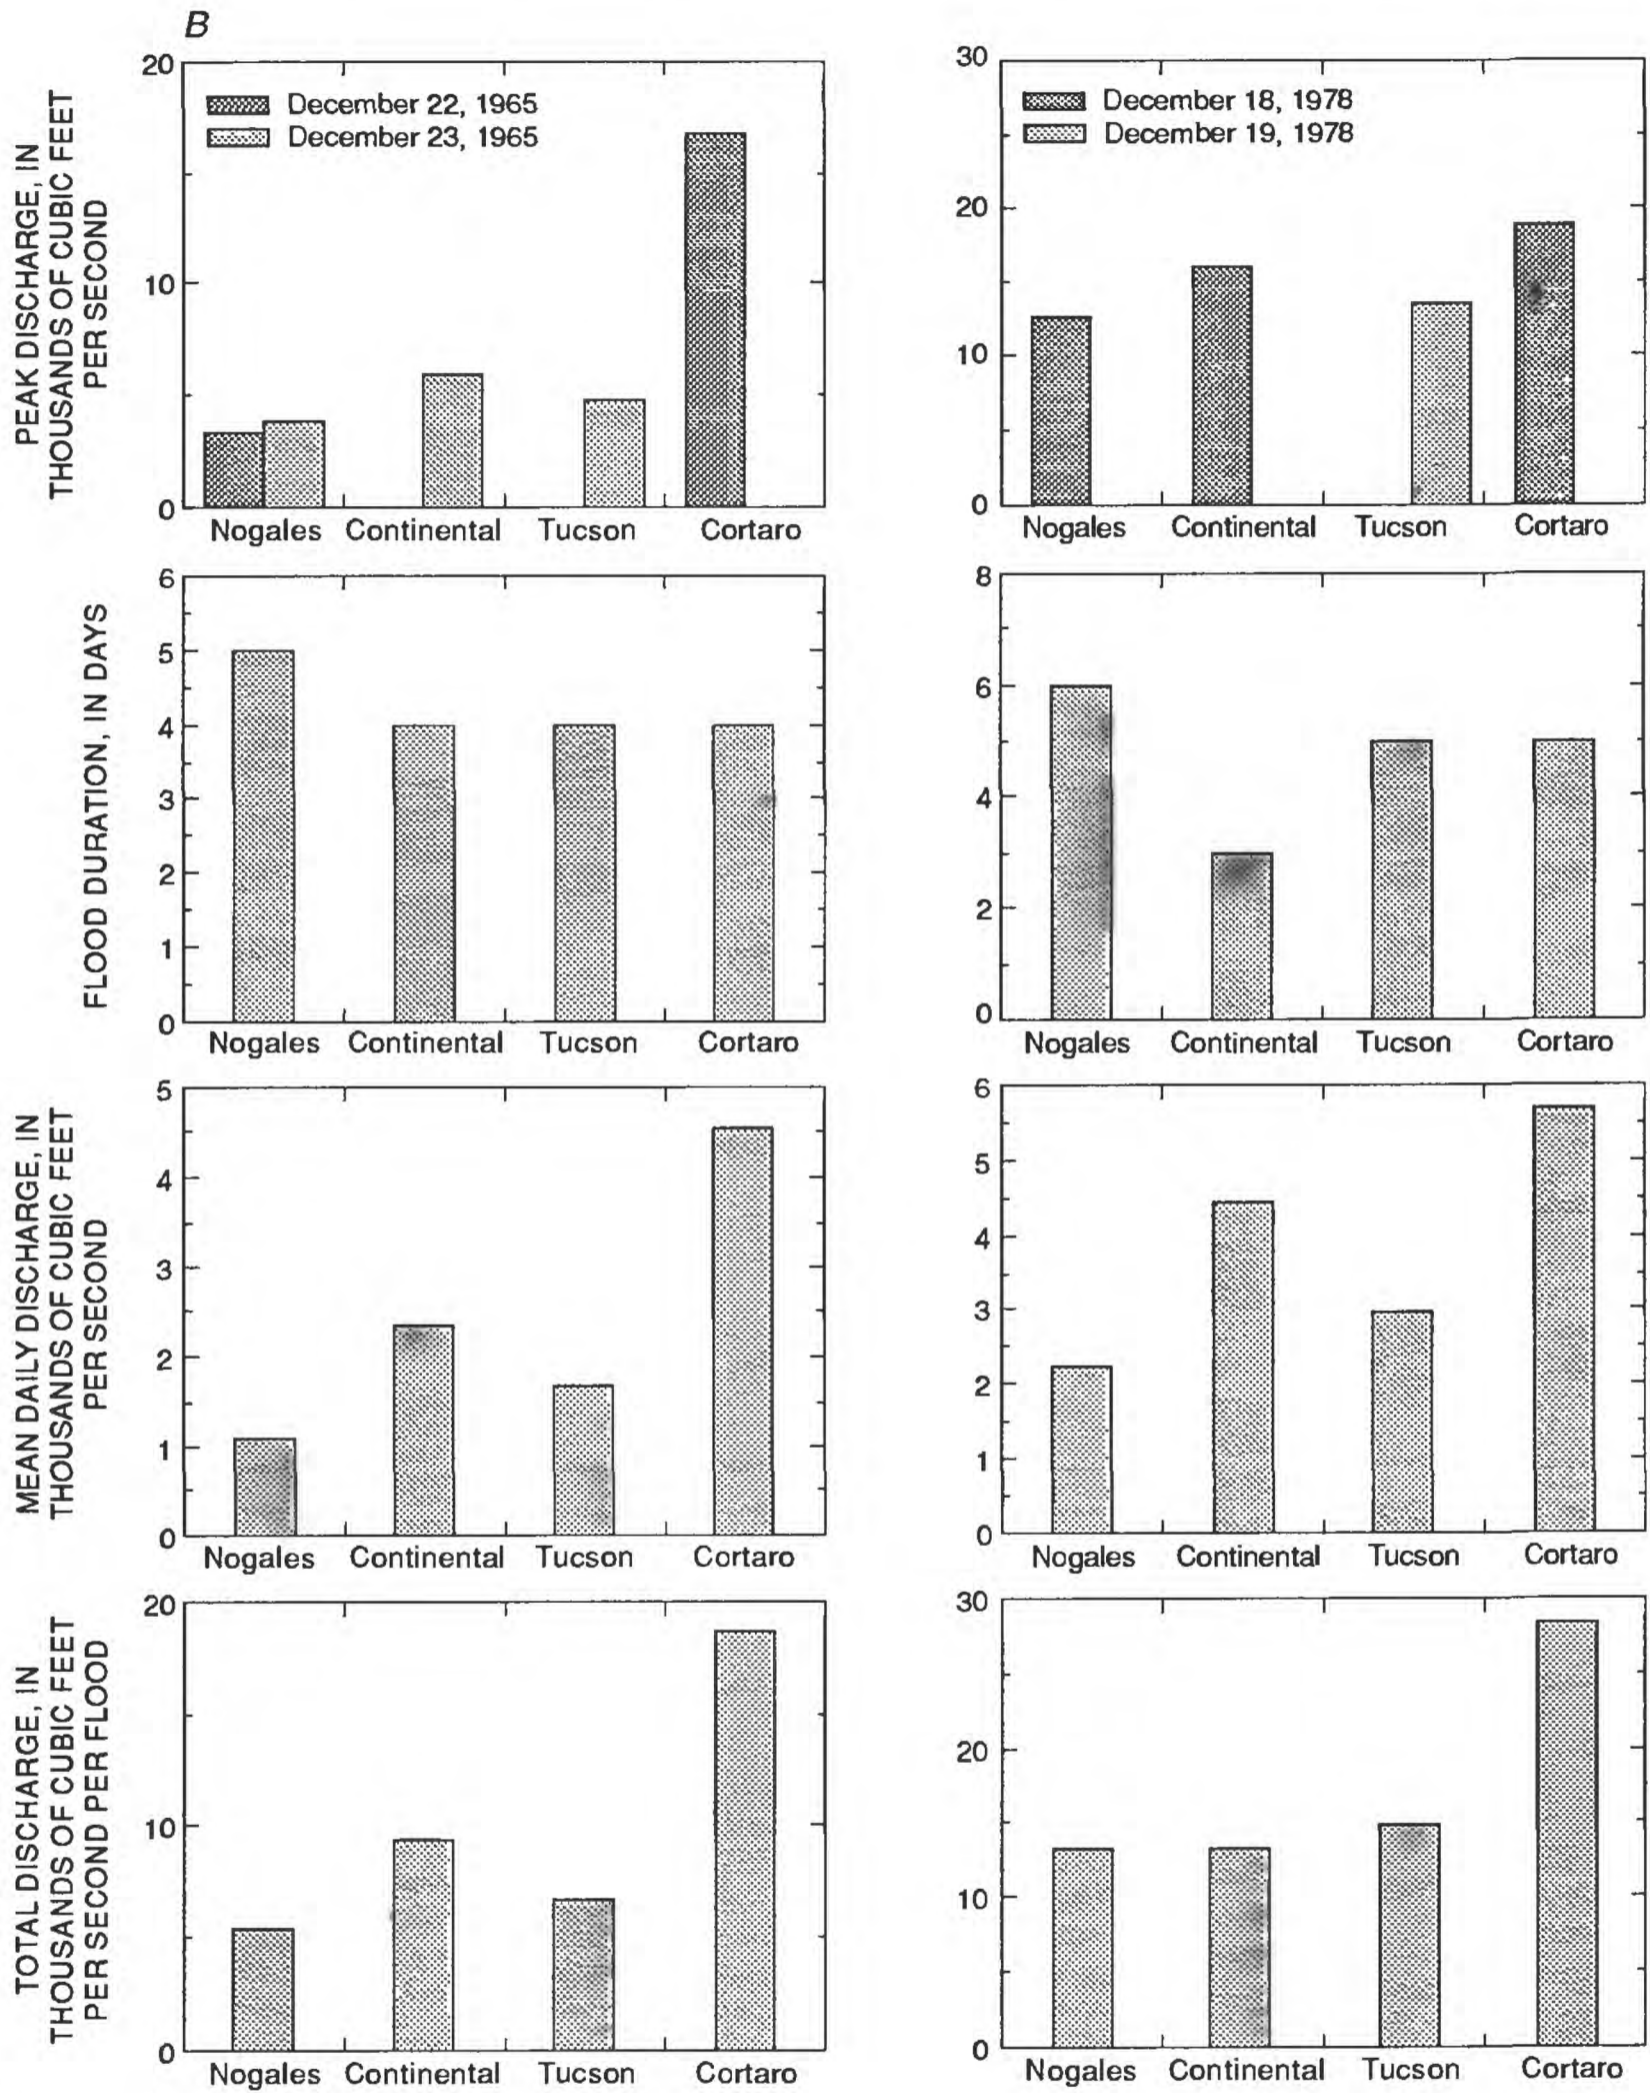 B
PEAK DISCHARGE, IN
THOUSANDS OF CUBIC FEET
PER SECOND
20
10
0
December 22, 1965
December 23, 1965
Nogales Continental Tucson Cortaro
30
20
10
0
December 18, 1978
December 19, 1978
Nogales Continental Tucson Cortaro
FLOOD DURATION, IN DAYS
6
5
4
3
2
1
0
Nogales Continental Tucson Cortaro
8
6
4
2
0
Nogales Continental Tucson Cortaro
MEAN DAILY DISCHARGE, IN
THOUSANDS OF CUBIC FEET
PER SECOND
5
4
3
2
1
0
Nogales Continental Tucson Cortaro
6
5
4
3
2
1
0
Nogales Continental Tucson Cortaro
TOTAL DISCHARGE, IN
THOUSANDS OF CUBIC FEET
PER SECOND PER FLOOD
20
10
0
Nogales Continental Tucson Cortaro
30
20
10
0
Nogales Continental Tucson Cortaro